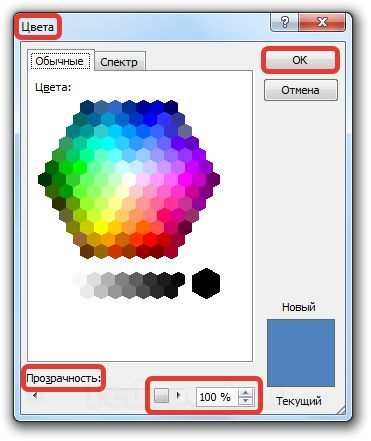 Цвета
Обычные
Спектр
ОК
Отмена
Цвета:
Новый
Текущий
Прозрачность:
100 %